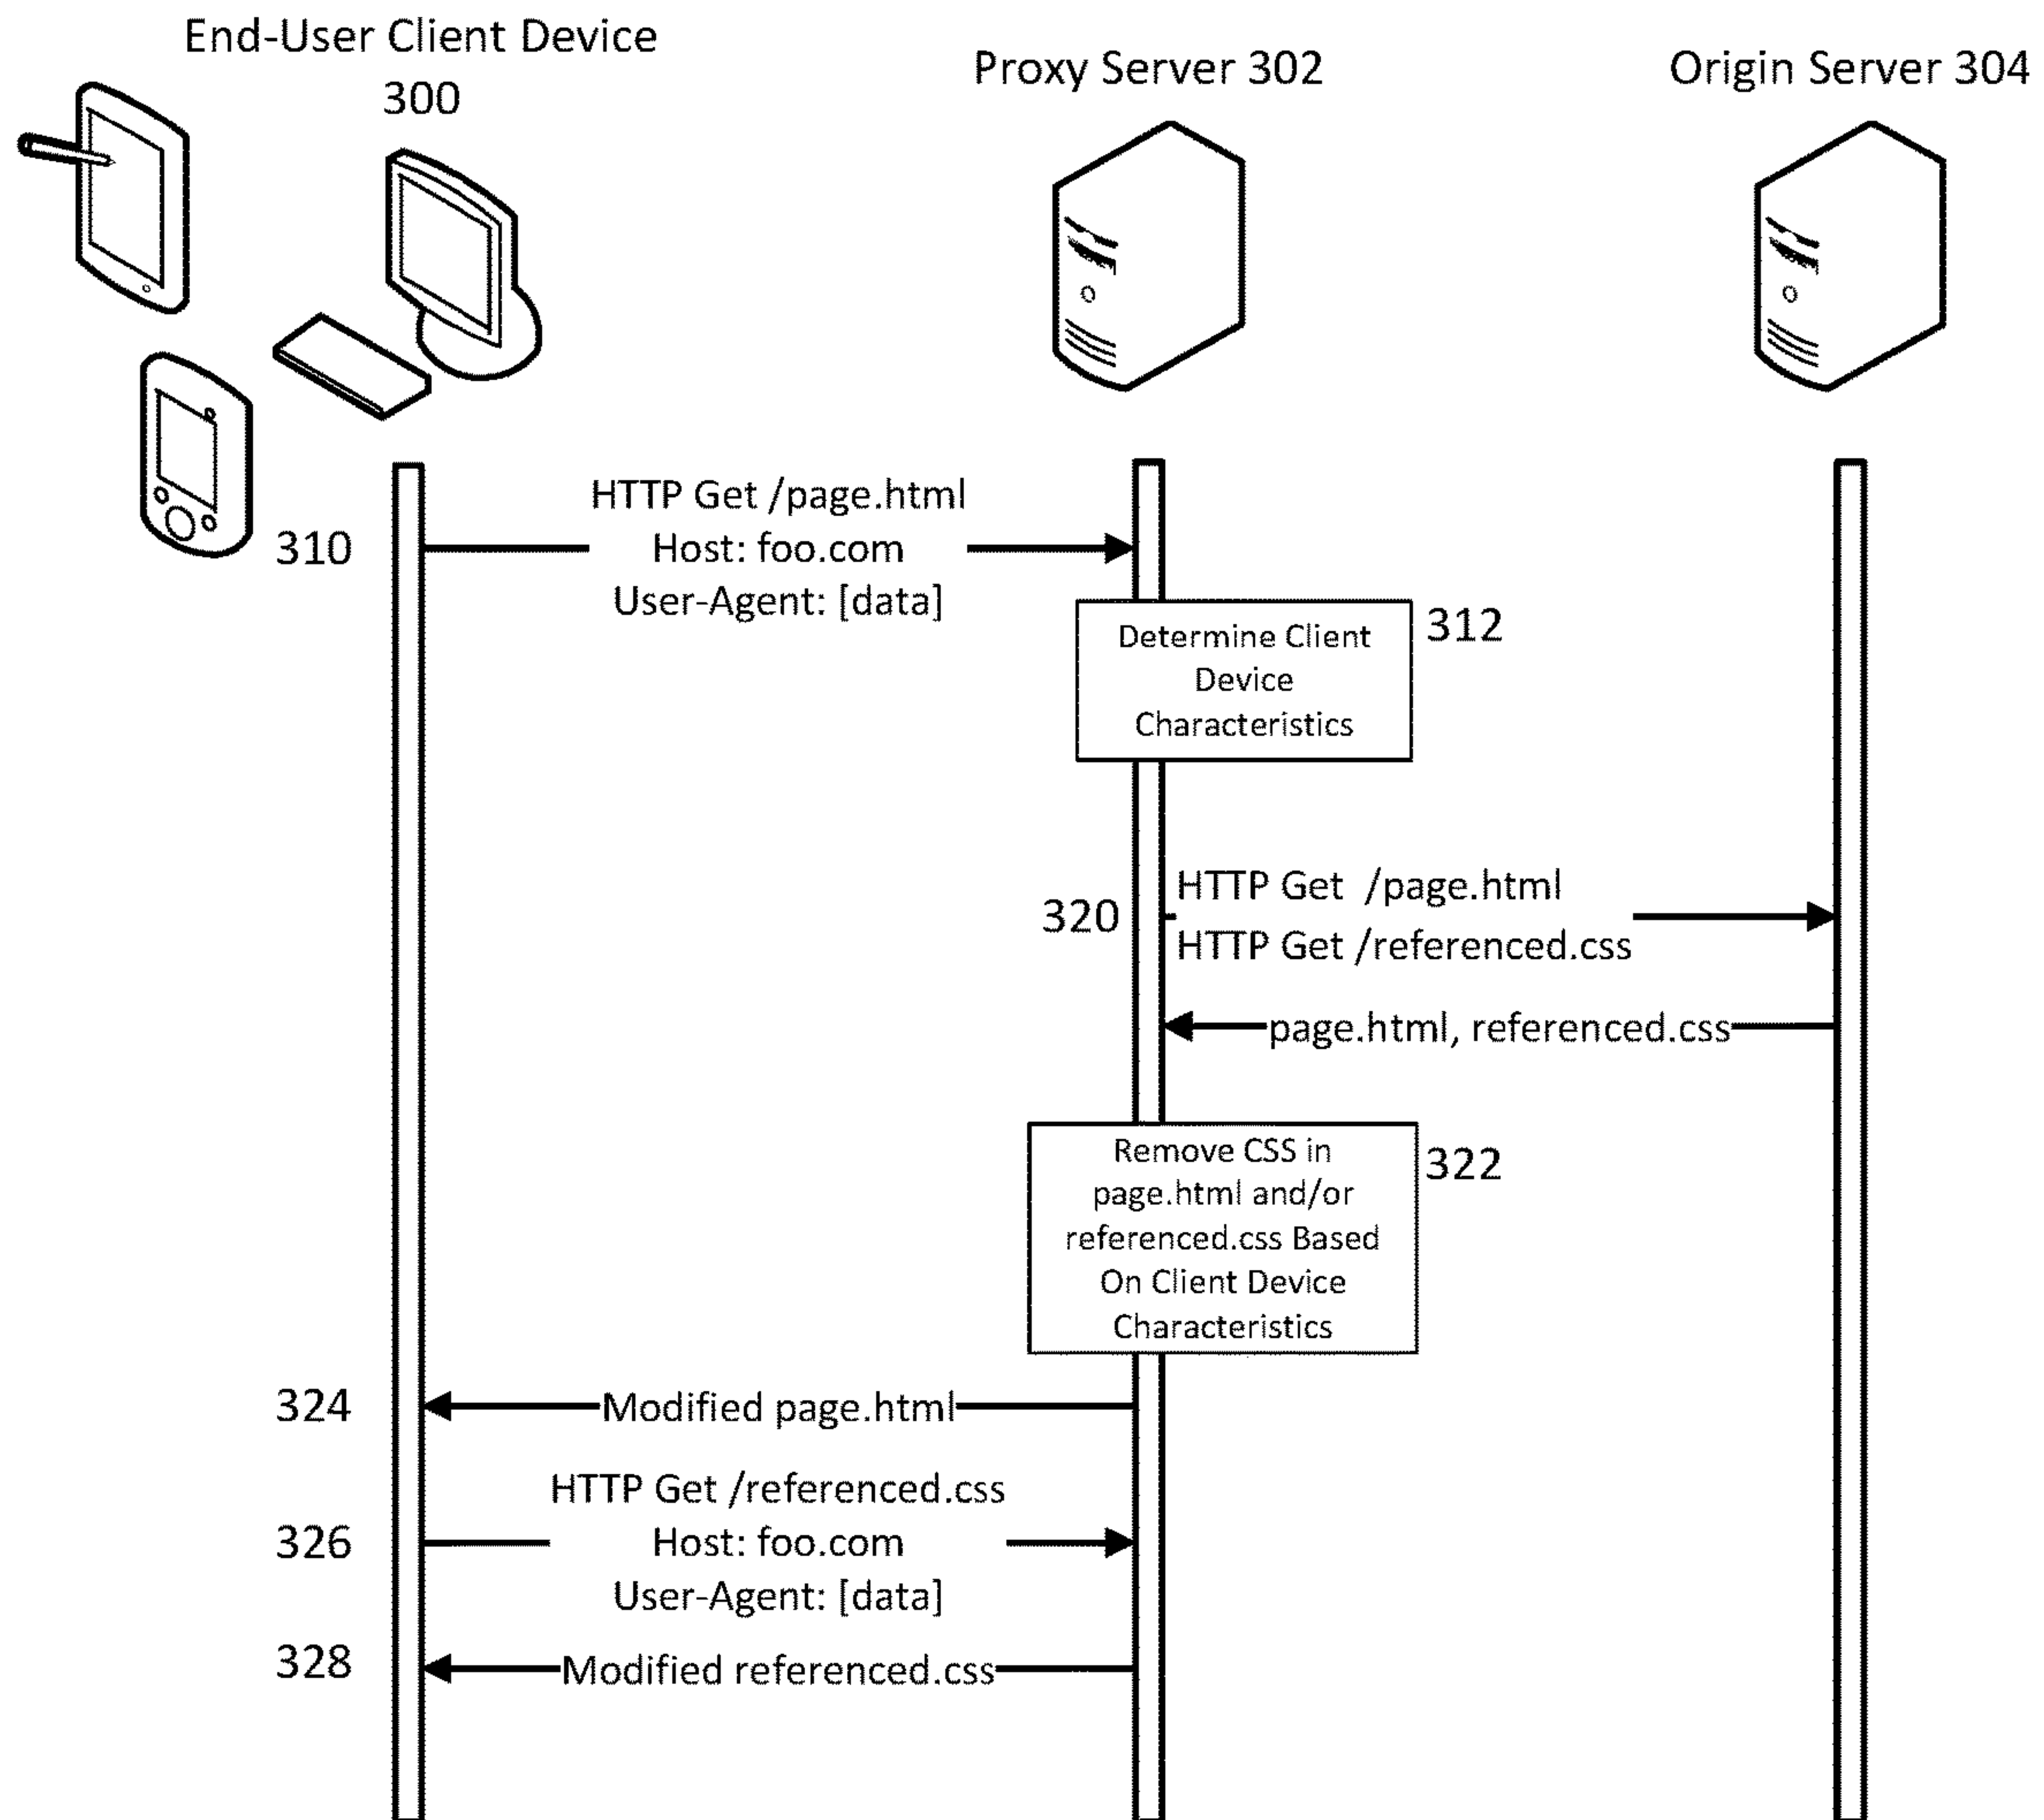 End-User Client Device
300
Proxy Server 302
Origin Server 304
HTTP Get /page.html
310
Host: foo.com
User-Agent: [data]
312
Determine Client
Device
Characteristics
320
HTTP Get /page.html
HTTP Get /referenced.css
page.html, referenced.css
322
Remove CSS in
page.html and/or
referenced.css Based
On Client Device
Characteristics
324
Modified page.html
HTTP Get /referenced.css
326
Host: foo.com
User-Agent: [data]
328
Modified referenced.css